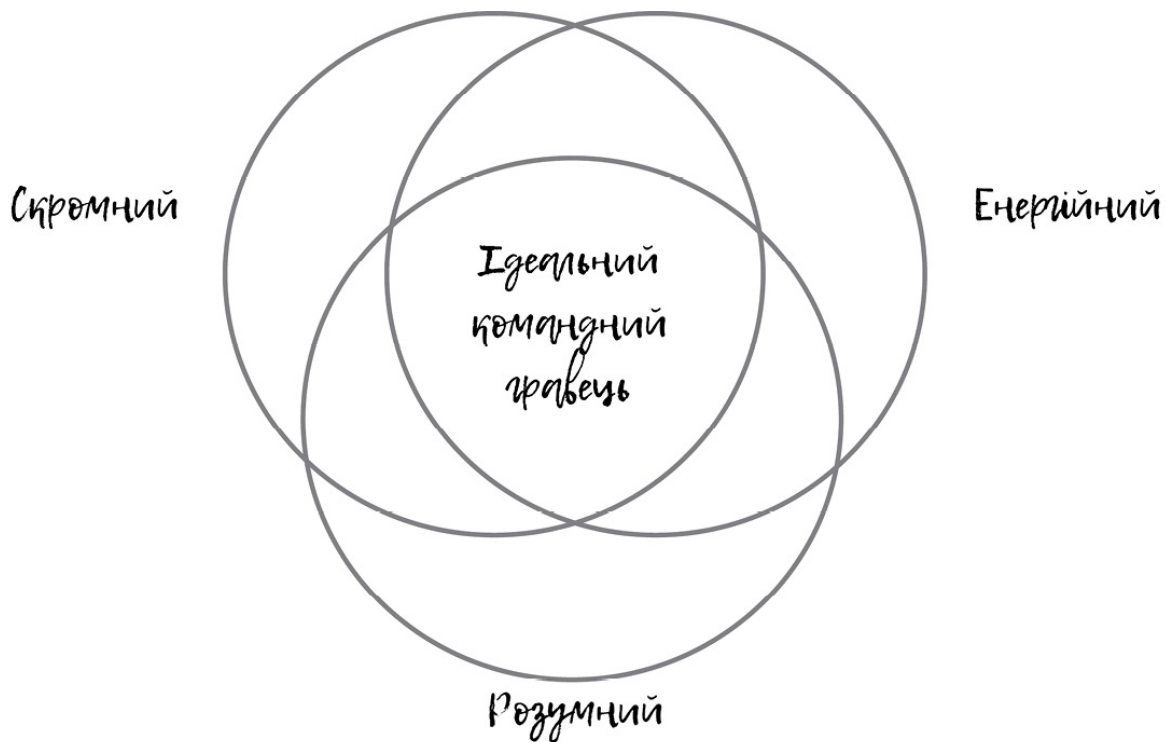 Скромний
Енергійний
Ідеальний
командний
гравець
Розумний